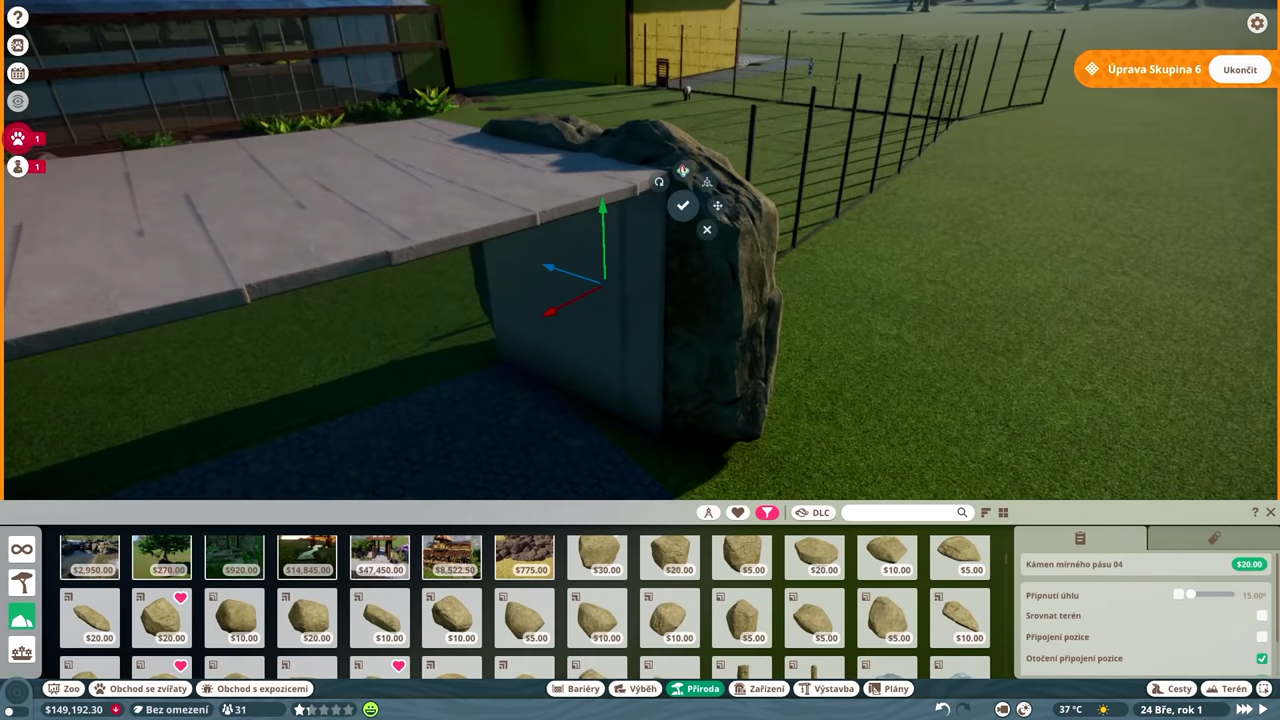 ?
Úprava Skupina 6
Ukončit
1
1
DLC
?
$2,950.00
$270.00
$920.00
$14,845.00
$47,450.00
$8,522.50
$775.00
$30.00
$20.00
$5.00
$20.00
$10.00
$5.00
$20.00
$20.00
$10.00
$20.00
$10.00
$10.00
$5.00
$10.00
$10.00
$5.00
$5.00
$5.00
$10.00
Kámen mírného pásu 04
$20.00
Připnutí úhlu
15.00°
Srovnat terén
Připojení pozice
Otočení připojení pozice
Zoo
Obchod se zvířaty
Obchod s expozicemi
Bariéry
Výběh
Příroda
Zařízení
Výstavba
Plány
Cesty
Terén
$149,192.30
Bez omezení
31
37 °C
24 Bře, rok 1